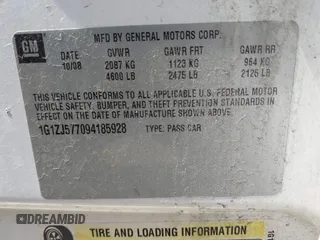 GM
MFD BY GENERAL MOTORS CORP.
DATE GVWR GAWR FRT GAWR RR
10/08 2087 KG 1123 KG 964 KG
4600 LB 2475 LB 2125 LB
THIS VEHICLE CONFORMS TO ALL APPLICABLE U.S. FEDERAL MOTOR
VEHICLE SAFETY, BUMPER, AND THEFT PREVENTION STANDARDS IN
EFFECT ON THE DATE OF MANUFACTURE SHOWN ABOVE.
1G1ZJ577094185928 TYPE: PASS CAR
TIRE AND LOADING INFORMATION
1DREAMBID.COM